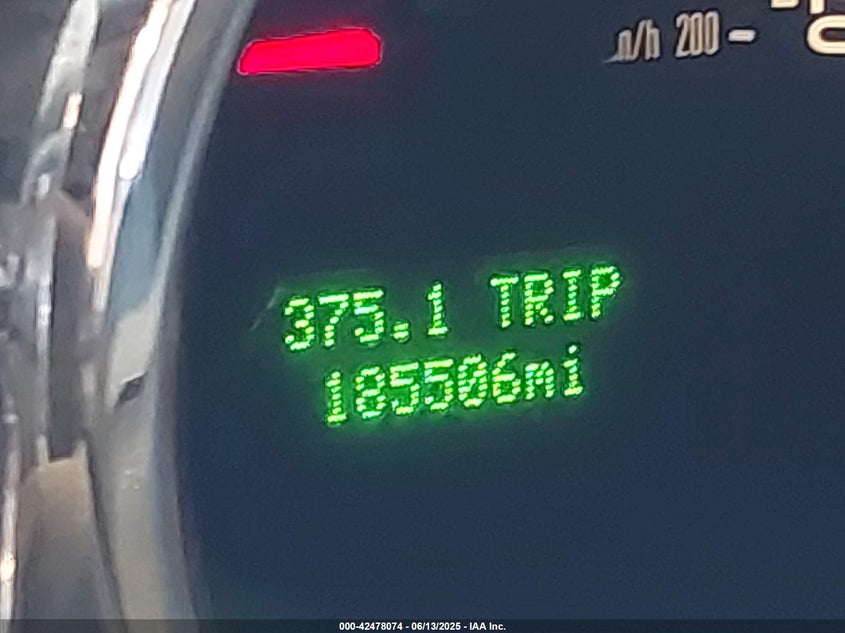 /h 200
375.1 TRIP
185506mi
000-42478074 - 06/13/2025 - IAA Inc.